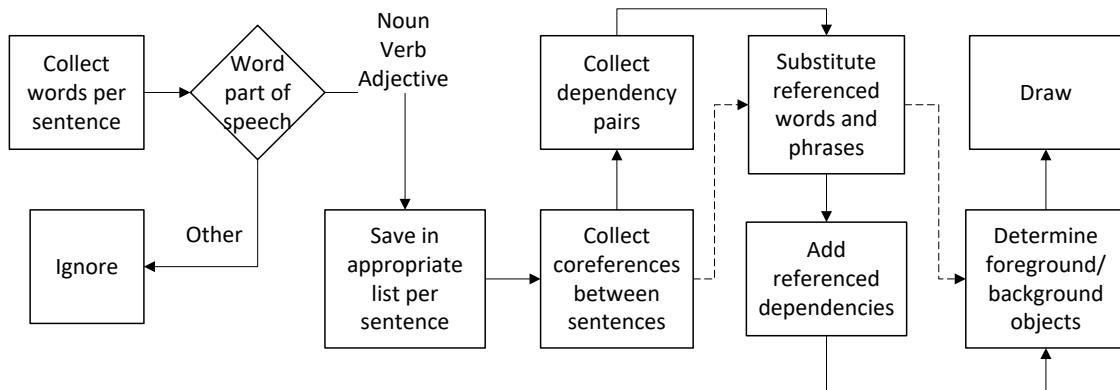 Collect
words per
sentence
Word
part of
speech
Noun
Verb
Adjective
Other
Ignore
Save in
appropriate
list per
sentence
Collect
dependency
pairs
Collect
coreferences
between
sentences
Substitute
referenced
words and
phrases
Add
referenced
dependencies
Draw
Determine
foreground/
background
objects